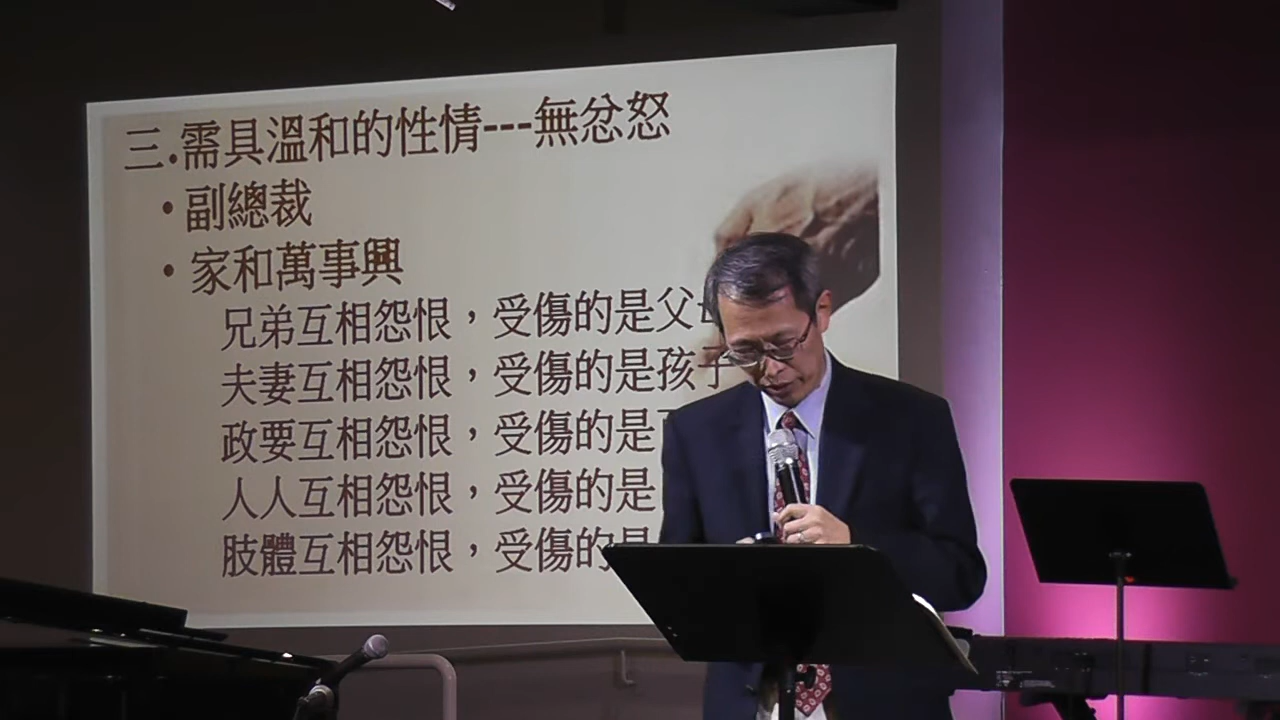 三.需具溫和的性情---無忿怒
• 副總裁
• 家和萬事興
兄弟互相怨恨，受傷的是父母
夫妻互相怨恨，受傷的是孩子
政要互相怨恨，受傷的是
人人互相怨恨，受傷的是
肢體互相怨恨，受傷的是